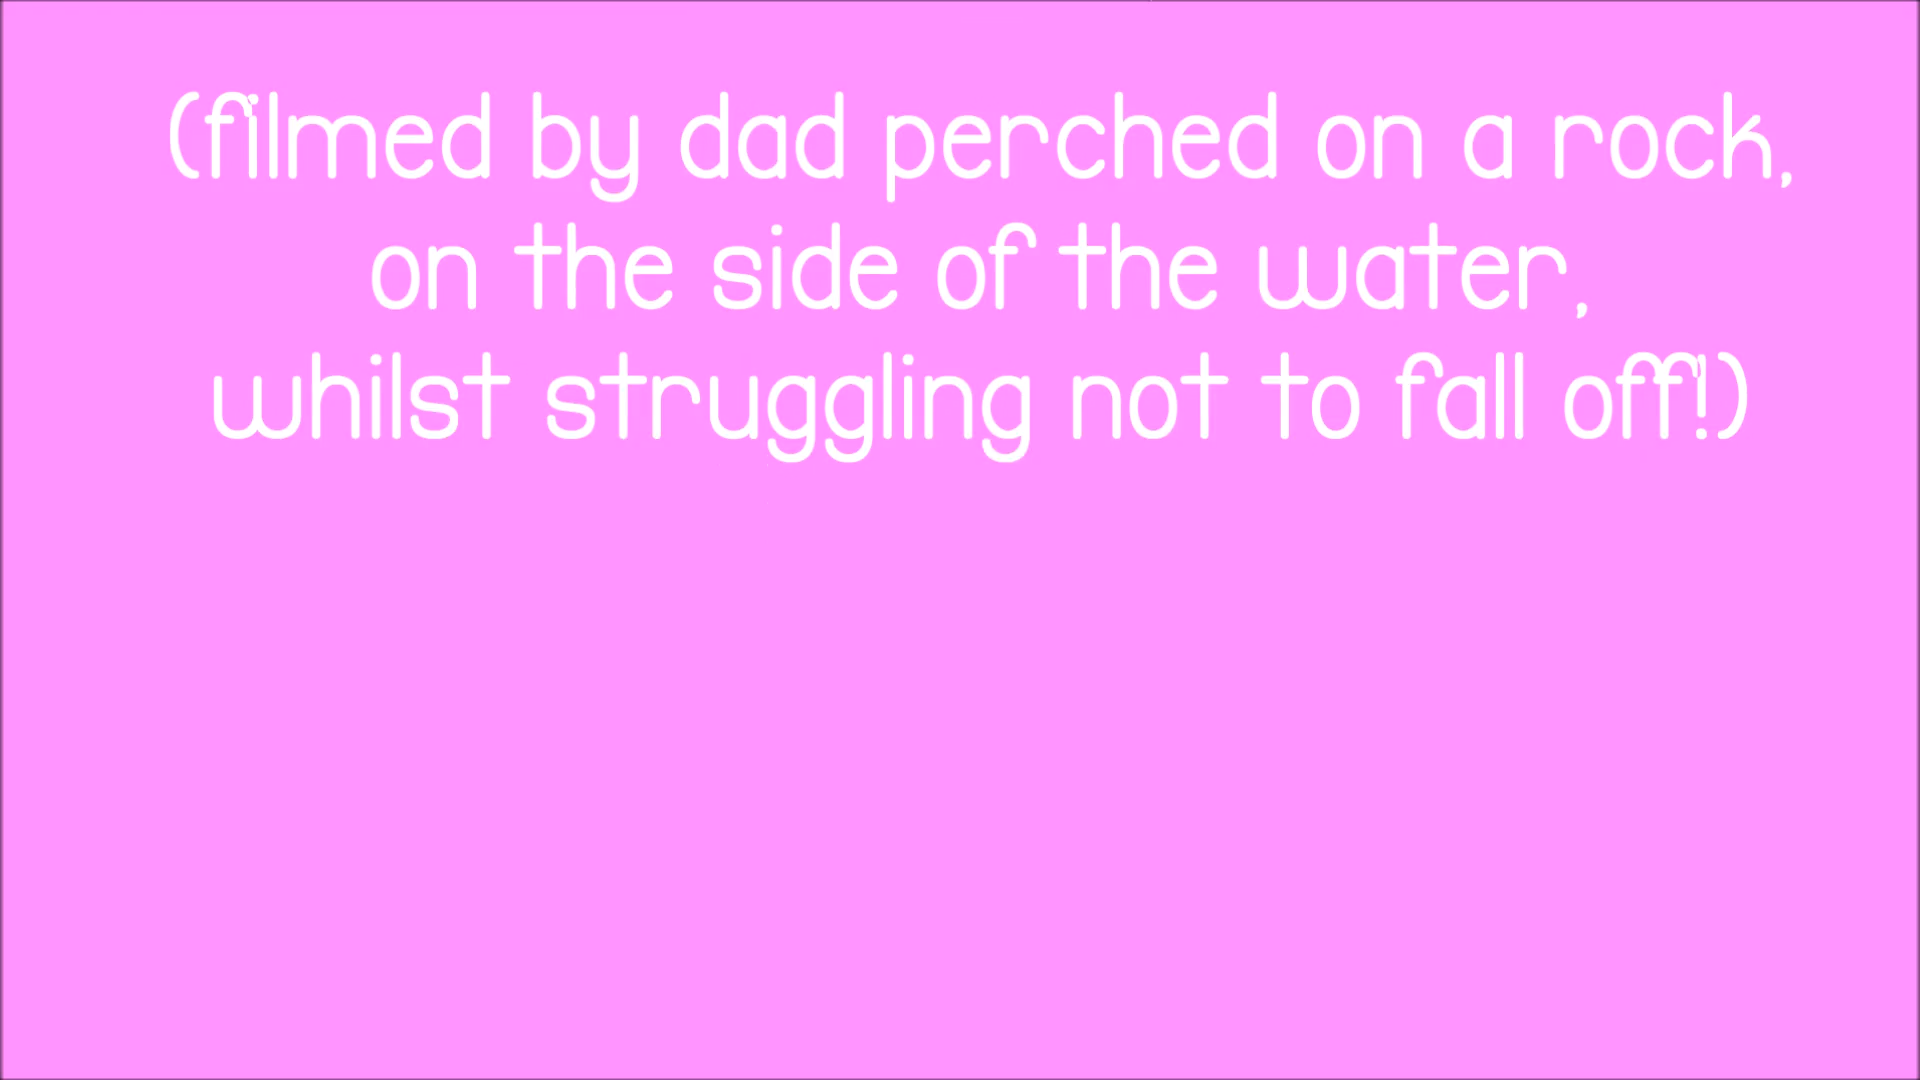 (filmed by dad perched on a rock,
on the side of the water,
whilst struggling not to fall off!)